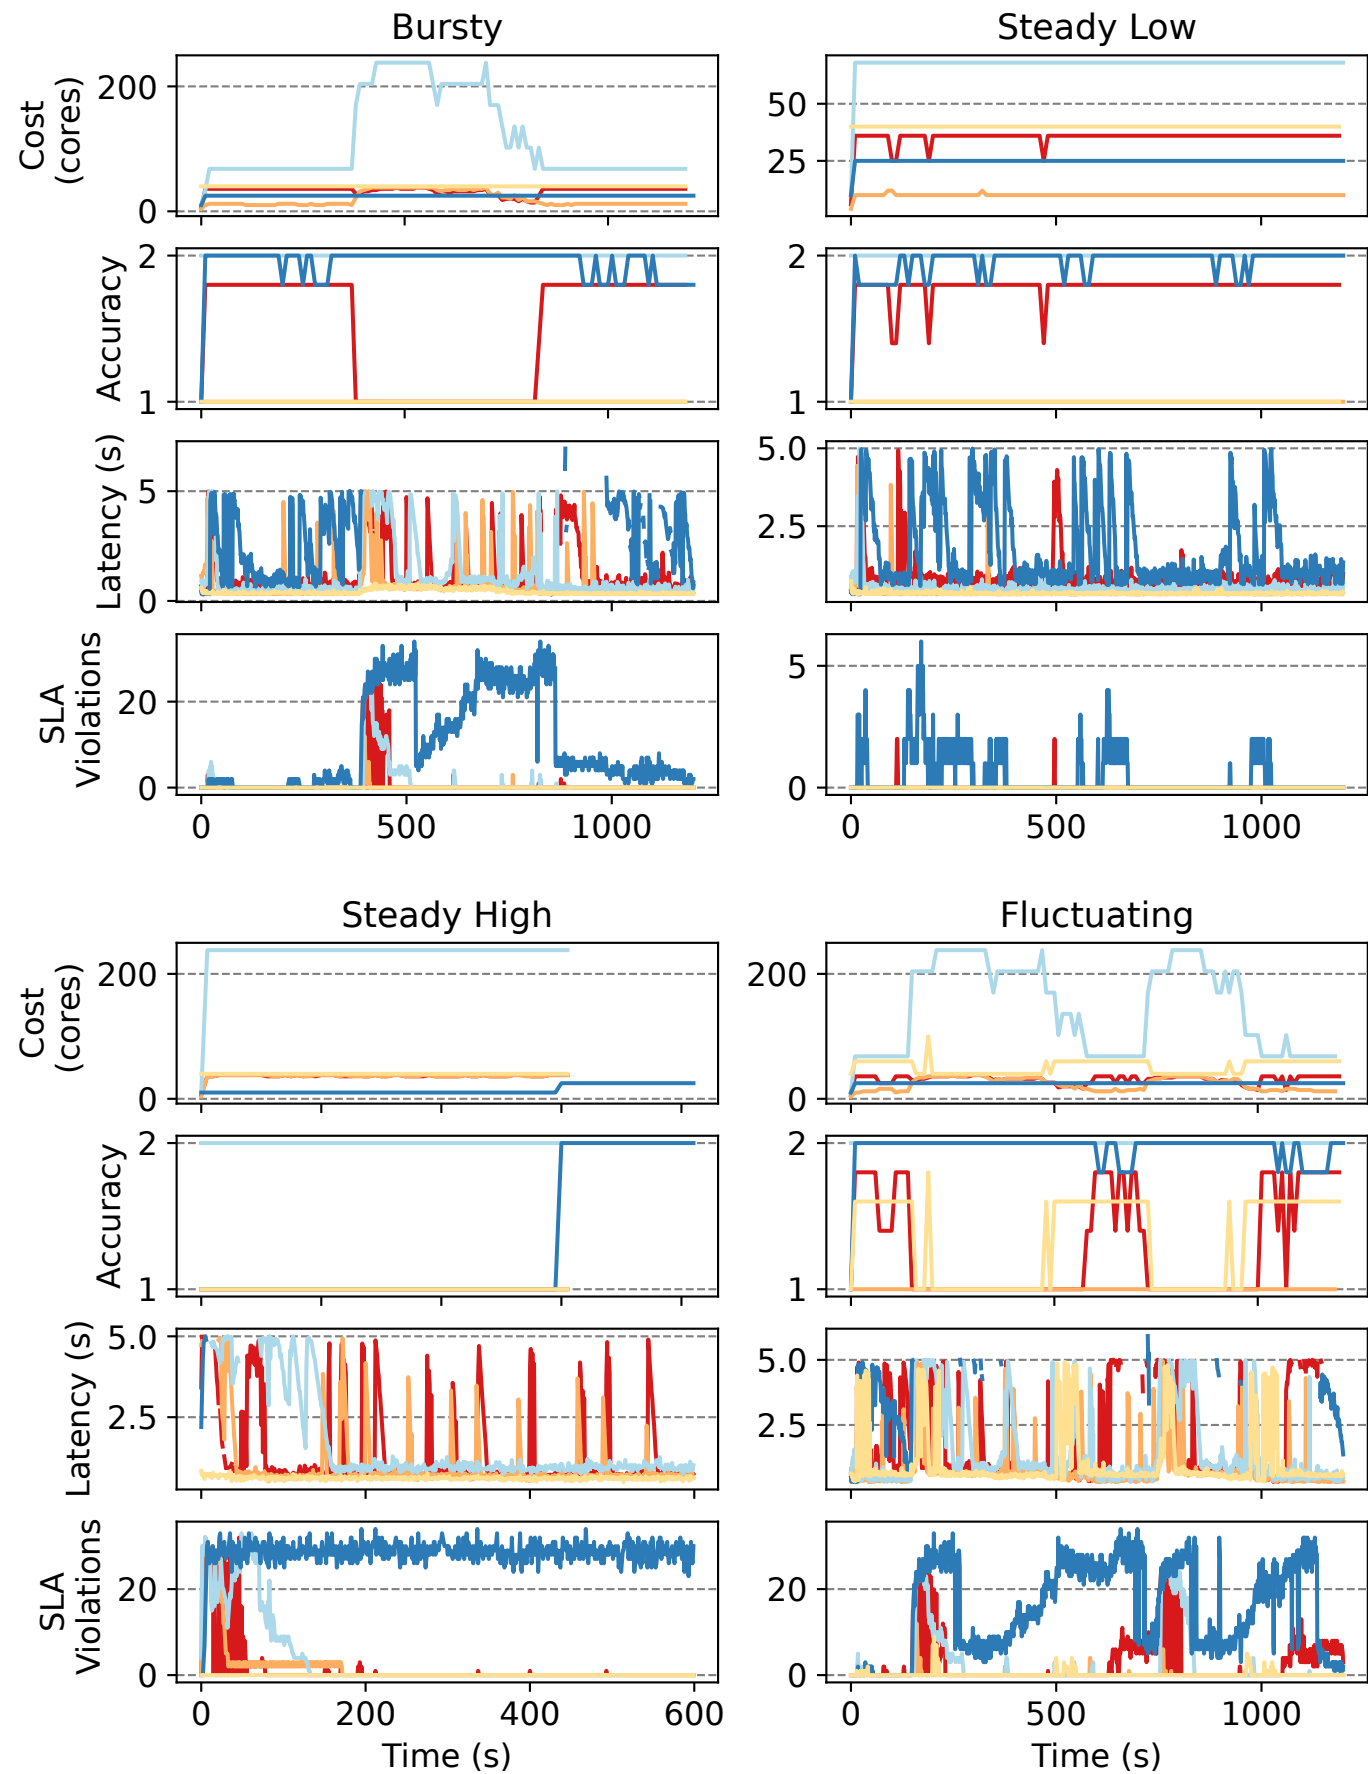 Bursty
Steady Low
Cost
(cores)
200
0
50
25
Accuracy
2
1
2
1
Latency (s)
5
0
5.0
2.5
SLA
Violations
20
0
5
0
0 500 1000
0 500 1000
Steady High
Fluctuating
Cost
(cores)
200
0
200
0
Accuracy
2
1
2
1
Latency (s)
5.0
2.5
5.0
2.5
SLA
Violations
20
0
20
0
0 200 400 600
0 500 1000
Time (s)
Time (s)